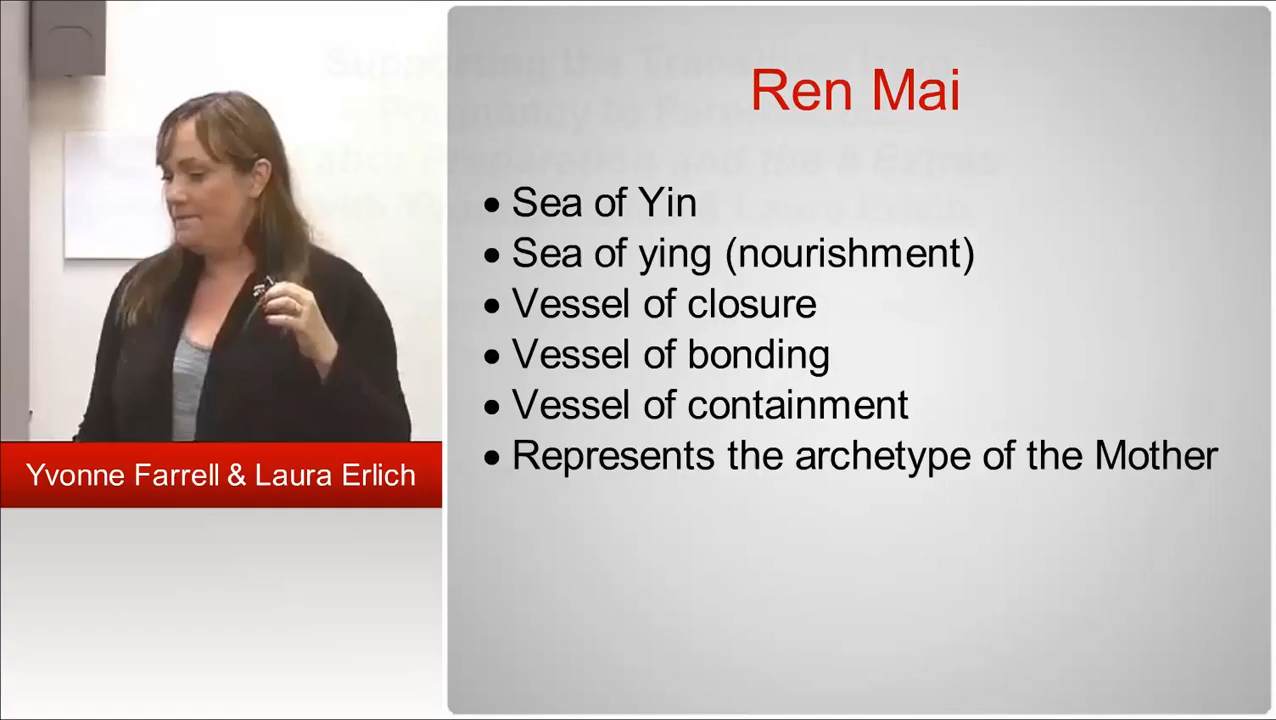 Ren Mai
• Sea of Yin
• Sea of ying (nourishment)
• Vessel of closure
• Vessel of bonding
• Vessel of containment
• Represents the archetype of the Mother
Yvonne Farrell & Laura Erlich